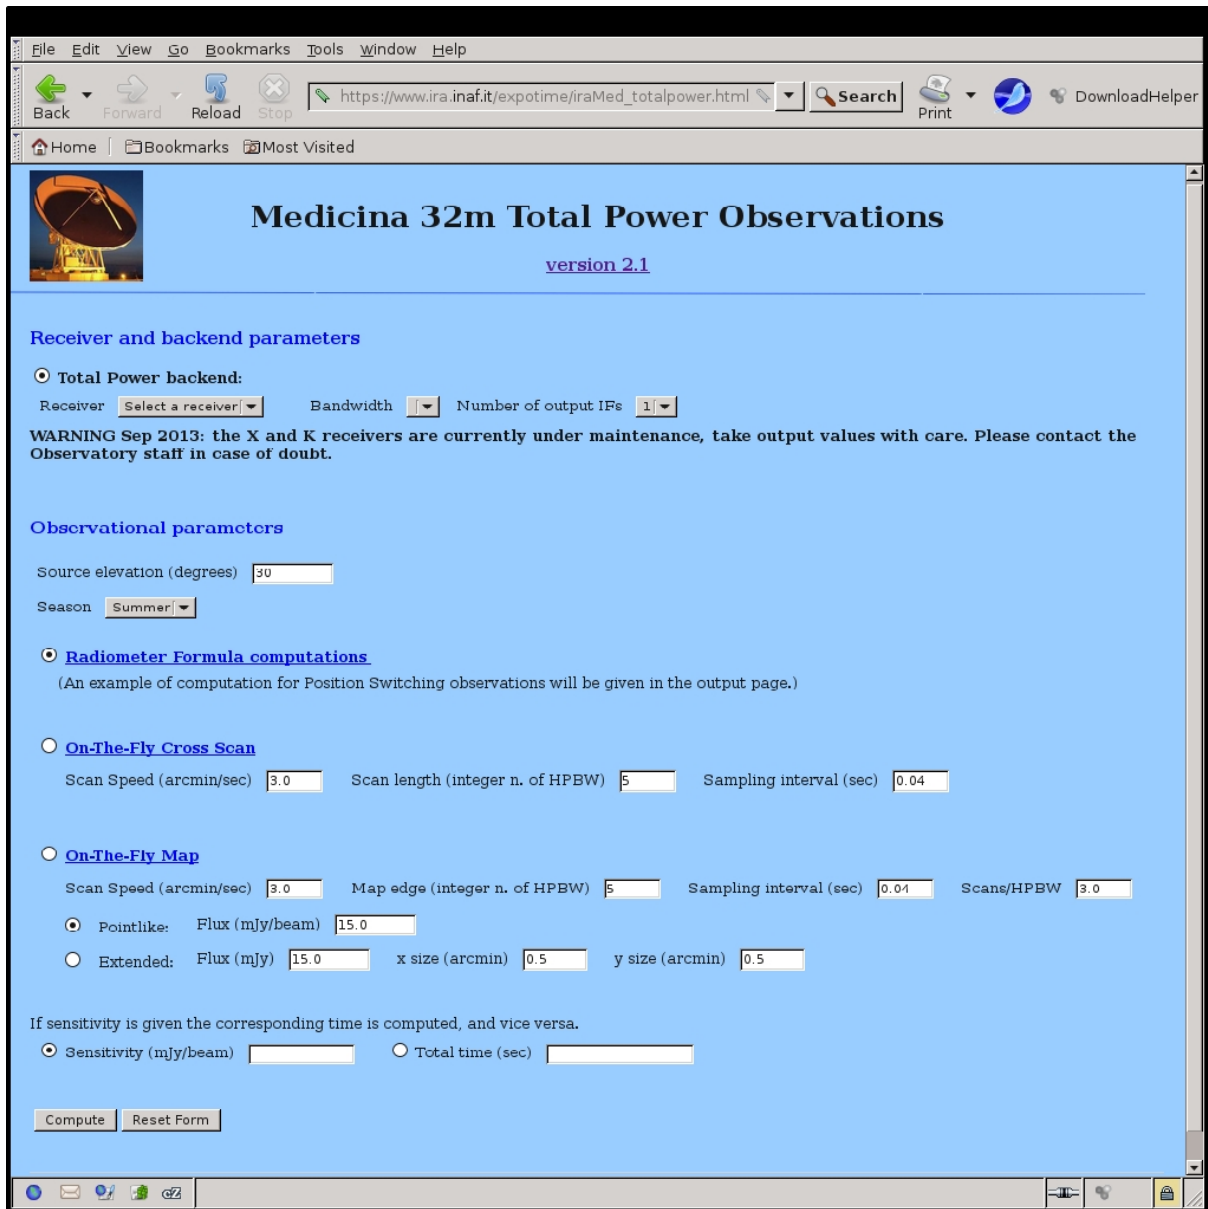 File Edit View Go Bookmarks Tools Window Help
Back Forward Reload Stop https://www.ira.inaf.it/expotime/iraMed_totalpower.html Search Print DownloadHelper
Home Bookmarks Most Visited
Medicina 32m Total Power Observations
version 2.1
Receiver and backend parameters
Total Power backend:
Receiver Select a receiver Bandwidth Number of output IFs 1
WARNING Sep 2013: the X and K receivers are currently under maintenance, take output values with care. Please contact the
Observatory staff in case of doubt.
Observational parameters
Source elevation (degrees) 30
Season Summer
Radiometer Formula computations
(An example of computation for Position Switching observations will be given in the output page.)
On-The-Fly Cross Scan
Scan Speed (arcmin/sec) 3.0 Scan length (integer n. of HPBW) 5 Sampling interval (sec) 0.04
On-The-Fly Map
Scan Speed (arcmin/sec) 3.0 Map edge (integer n. of HPBW) 5 Sampling interval (sec) 0.04 Scans/HPBW 3.0
Pointlike: Flux (mJy/beam) 15.0
Extended: Flux (mJy) 15.0 x size (arcmin) 0.5 y size (arcmin) 0.5
If sensitivity is given the corresponding time is computed, and vice versa.
Sensitivity (mJy/beam) Total time (sec)
Compute Reset Form
cZ